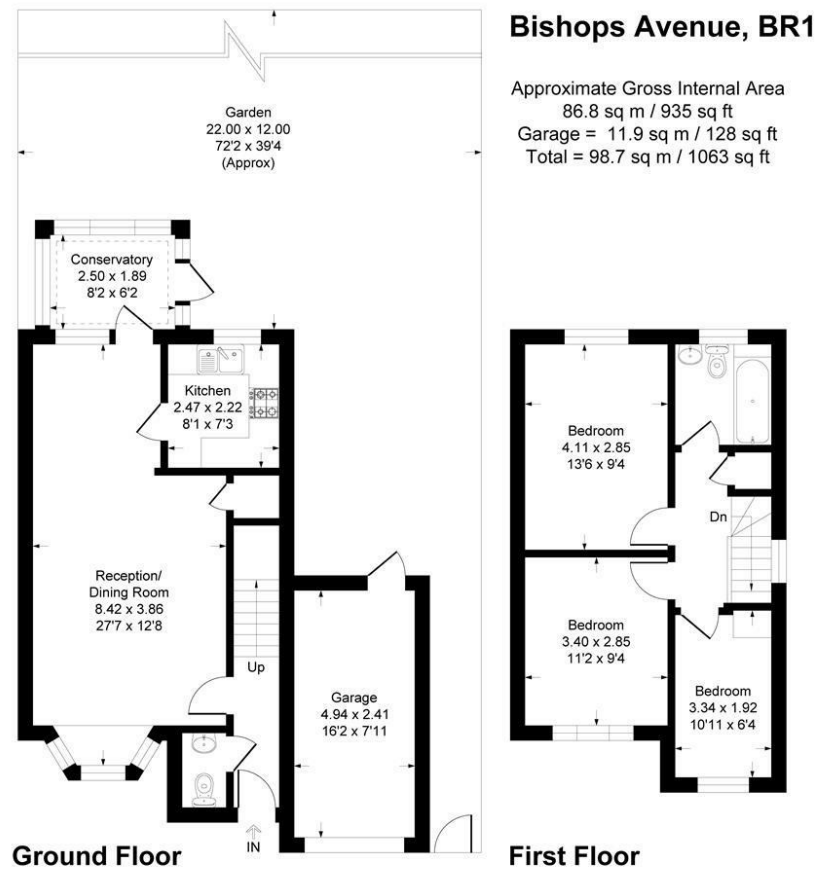 Bishops Avenue, BR1
Approximate Gross Internal Area
86.8 sq m / 935 sq ft
Garage = 11.9 sq m / 128 sq ft
Total = 98.7 sq m / 1063 sq ft
Garden
22.00 x 12.00
72'2 x 39'4
(Approx)
Conservatory
2.50 x 1.89
8'2 x 6'2
Kitchen
2.47 x 2.22
8'1 x 7'3
Reception/
Dining Room
8.42 x 3.86
27'7 x 12'8
Up
Garage
4.94 x 2.41
16'2 x 7'11
IN
Ground Floor
Bedroom
4.11 x 2.85
13'6 x 9'4
Dn
Bedroom
3.40 x 2.85
11'2 x 9'4
Bedroom
3.34 x 1.92
10'11 x 6'4
First Floor